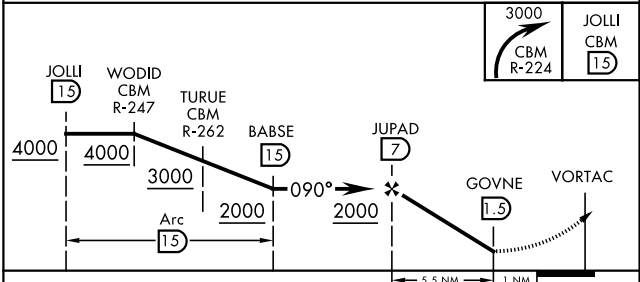 3000
CBM
R-224
JOLLI
CBM
15
JOLLI
15
WODID
CBM
R-247
TURUE
CBM
R-262
BABSE
15
JUPAD
7
GOVNE
1.5
VORTAC
4000
4000
3000
2000
090°
2000
Arc
15
5.5 NM
1 NM